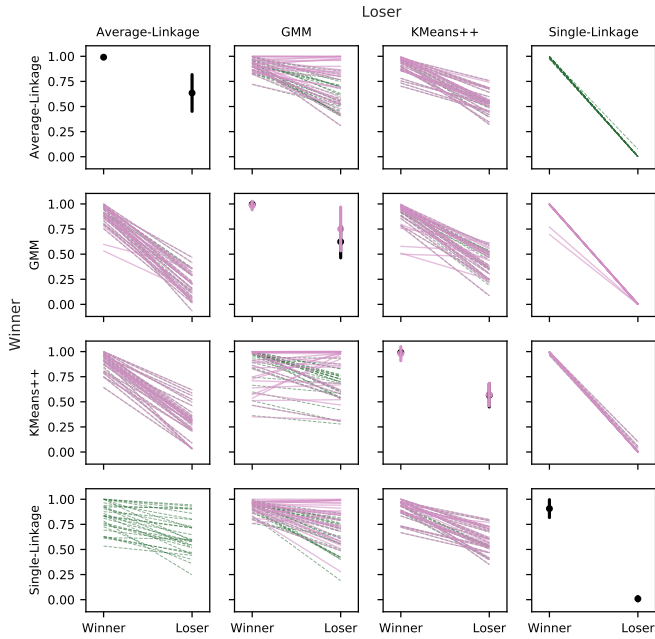 Loser
Average-Linkage GMM KMeans++ Single-Linkage
Winner
Average-Linkage
1.00
0.75
0.50
0.25
0.00
GMM
1.00
0.75
0.50
0.25
0.00
KMeans++
1.00
0.75
0.50
0.25
0.00
Single-Linkage
1.00
0.75
0.50
0.25
0.00
Winner Loser Winner Loser Winner Loser Winner Loser